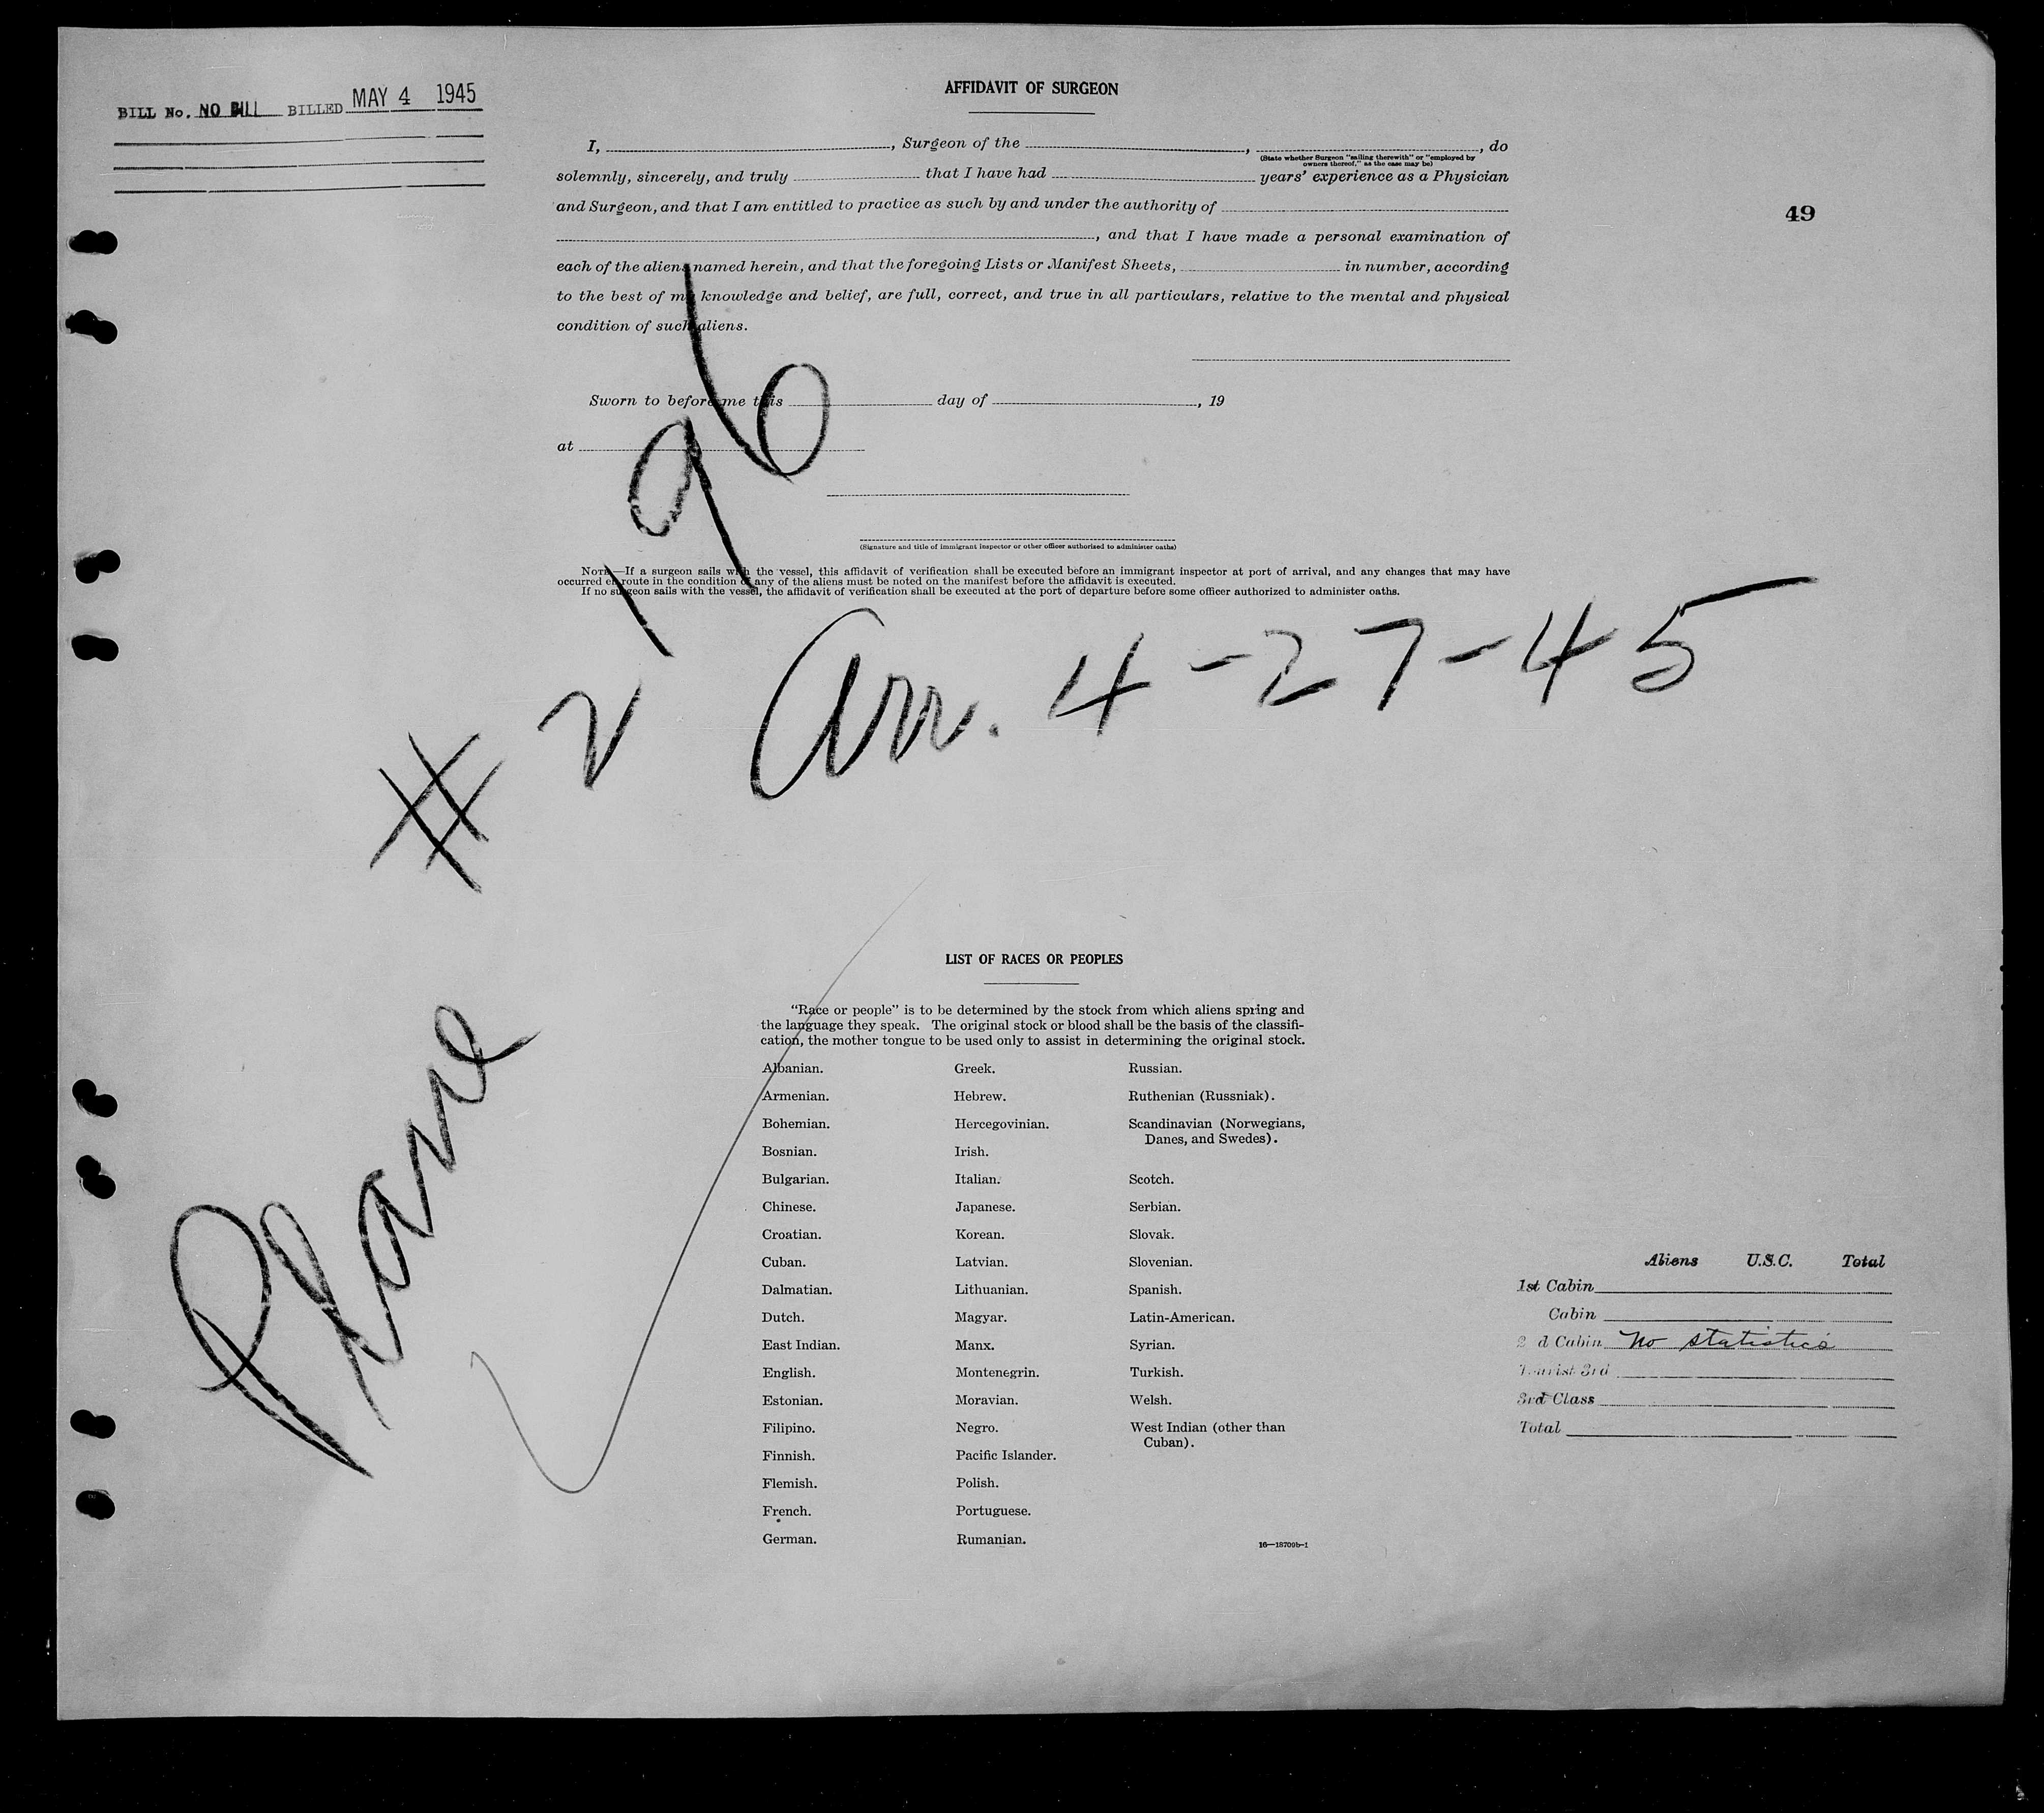 BILL No. NO BILL BILLED MAY 4 1945
AFFIDAVIT OF SURGEON
I, , Surgeon of the , , do
(State whether Surgeon "sailing therewith" or "employed by
owners thereof," as the case may be)
solemnly, sincerely, and truly that I have had years' experience as a Physician
and Surgeon, and that I am entitled to practice as such by and under the authority of
, and that I have made a personal examination of
49
each of the aliens named herein, and that the foregoing Lists or Manifest Sheets, in number, according
to the best of my knowledge and belief, are full, correct, and true in all particulars, relative to the mental and physical
condition of such aliens.
Sworn to before me this day of , 19
at
(Signature and title of immigrant inspector or other officer authorized to administer oaths)
NOTE.—If a surgeon sails with the vessel, this affidavit of verification shall be executed before an immigrant inspector at port of arrival, and any changes that may have
occurred en route in the condition of any of the aliens must be noted on the manifest before the affidavit is executed.
If no surgeon sails with the vessel, the affidavit of verification shall be executed at the port of departure before some officer authorized to administer oaths.
Plane # 2196
Arr. 4-27-45
LIST OF RACES OR PEOPLES
"Race or people" is to be determined by the stock from which aliens spring and
the language they speak. The original stock or blood shall be the basis of the classifi-
cation, the mother tongue to be used only to assist in determining the original stock.
Albanian.
Armenian.
Bohemian.
Bosnian.
Bulgarian.
Chinese.
Croatian.
Cuban.
Dalmatian.
Dutch.
East Indian.
English.
Estonian.
Filipino.
Finnish.
Flemish.
French.
German.
Greek.
Hebrew.
Hercegovinian.
Irish.
Italian.
Japanese.
Korean.
Latvian.
Lithuanian.
Magyar.
Manx.
Montenegrin.
Moravian.
Negro.
Pacific Islander.
Polish.
Portuguese.
Rumanian.
Russian.
Ruthenian (Russniak).
Scandinavian (Norwegians,
Danes, and Swedes).
Scotch.
Serbian.
Slovak.
Slovenian.
Spanish.
Latin-American.
Syrian.
Turkish.
Welsh.
West Indian (other than
Cuban).
16—18709b-1
Aliens U.S.C. Total
1st Cabin
Cabin
2 d Cabin No statistics
Tourist 3rd
3rd Class
Total